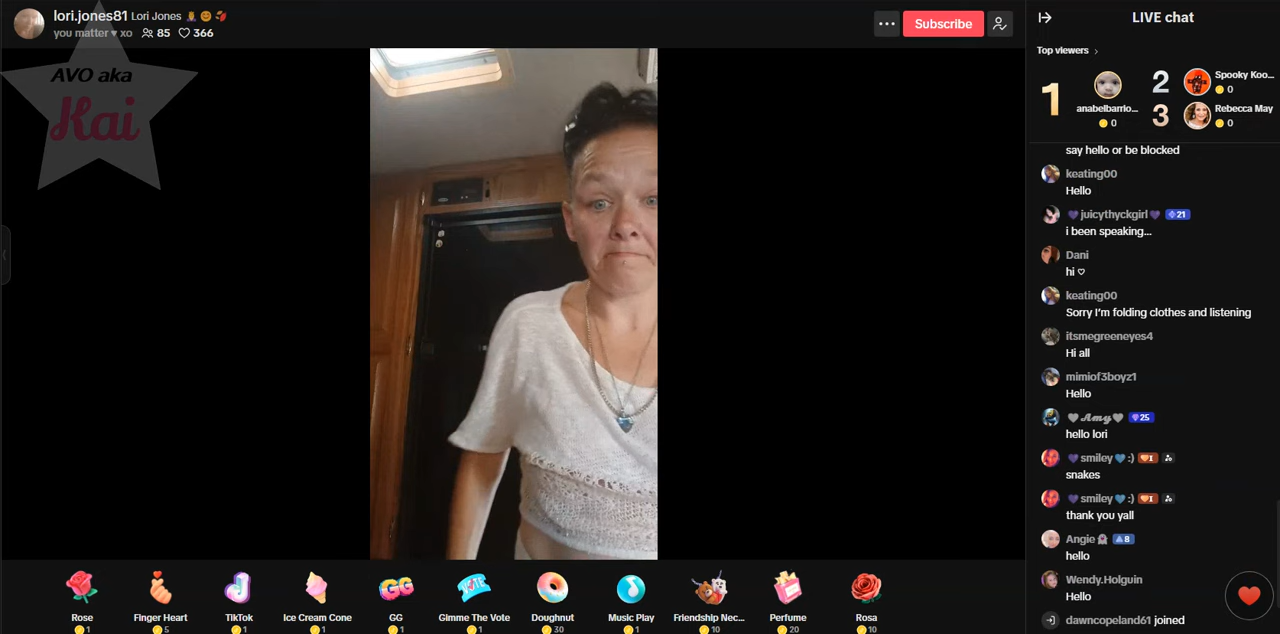 lori.jones81 Lori Jones
you matter ♥ xo 85 366
Subscribe
AVO aka
Kai
LIVE chat
Top viewers >
1
anabelbarrio...
0
2
Spooky Koo...
0
3
Rebecca May
0
say hello or be blocked
keating00
Hello
💜juicythyckgirl💜 21
i been speaking...
Dani
hi ♡
keating00
Sorry I'm folding clothes and listening
itsmegreeneyes4
Hi all
mimiof3boyz1
Hello
🤍𝓐𝓶𝔂🤍 25
hello lori
💜smiley💙:) I
snakes
💜smiley💙:) I
thank you yall
Angie 8
hello
Wendy.Holguin
Hello
dawncopeland61 joined
Rose
1
Finger Heart
5
TikTok
1
Ice Cream Cone
1
GG
GG
1
VOTE
Gimme The Vote
1
Doughnut
30
Music Play
1
Friendship Nec...
10
Perfume
20
Rosa
10